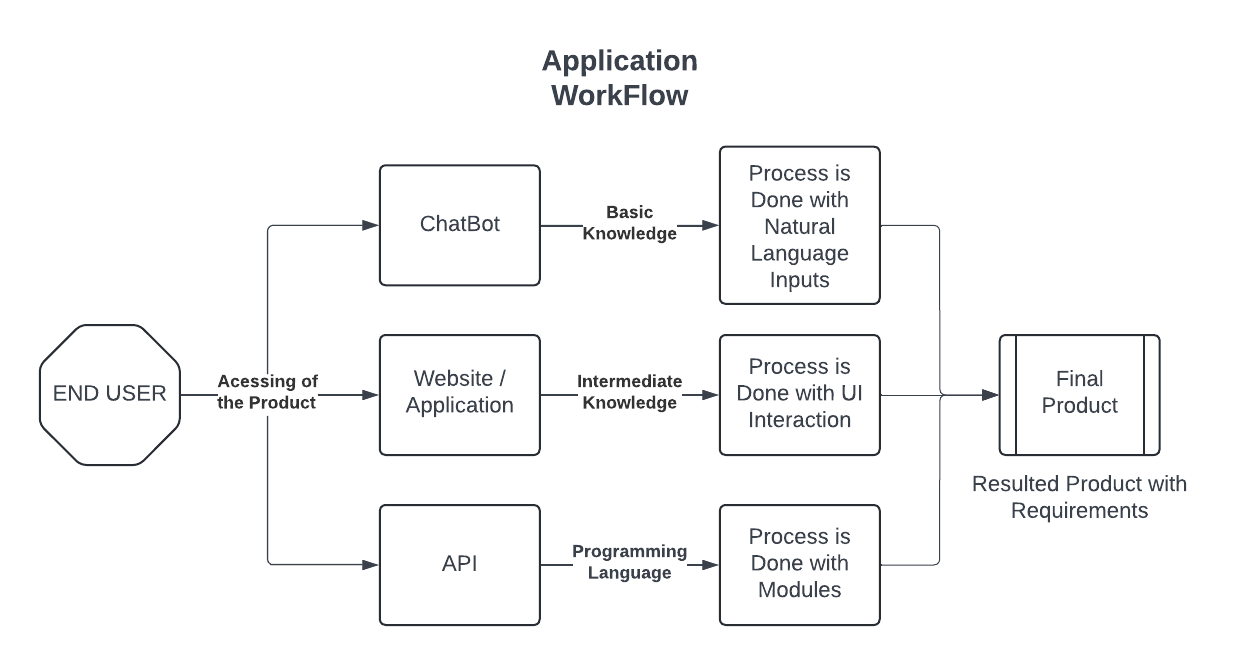 Application
WorkFlow
ChatBot
Basic
Knowledge
Process is
Done with
Natural
Language
Inputs
END USER
Acessing of
the Product
Website /
Application
Intermediate
Knowledge
Process is
Done with UI
Interaction
Final
Product
Resulted Product with
Requirements
API
Programming
Language
Process is
Done with
Modules